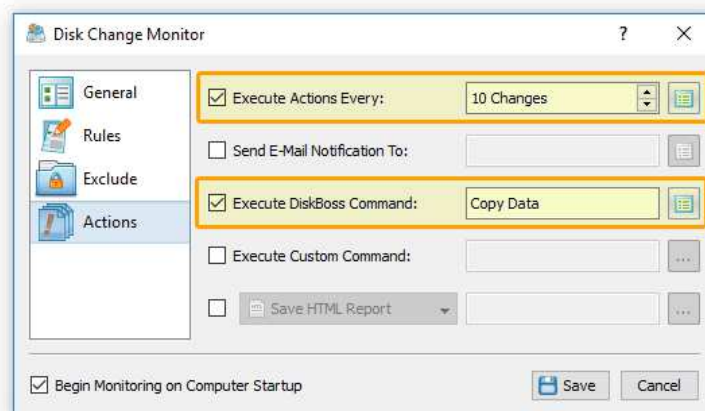 Disk Change Monitor
General
Rules
Exclude
Actions
Execute Actions Every: 10 Changes
Send E-Mail Notification To:
Execute DiskBoss Command: Copy Data
Execute Custom Command:
...
Save HTML Report
...
Begin Monitoring on Computer Startup
Save Cancel